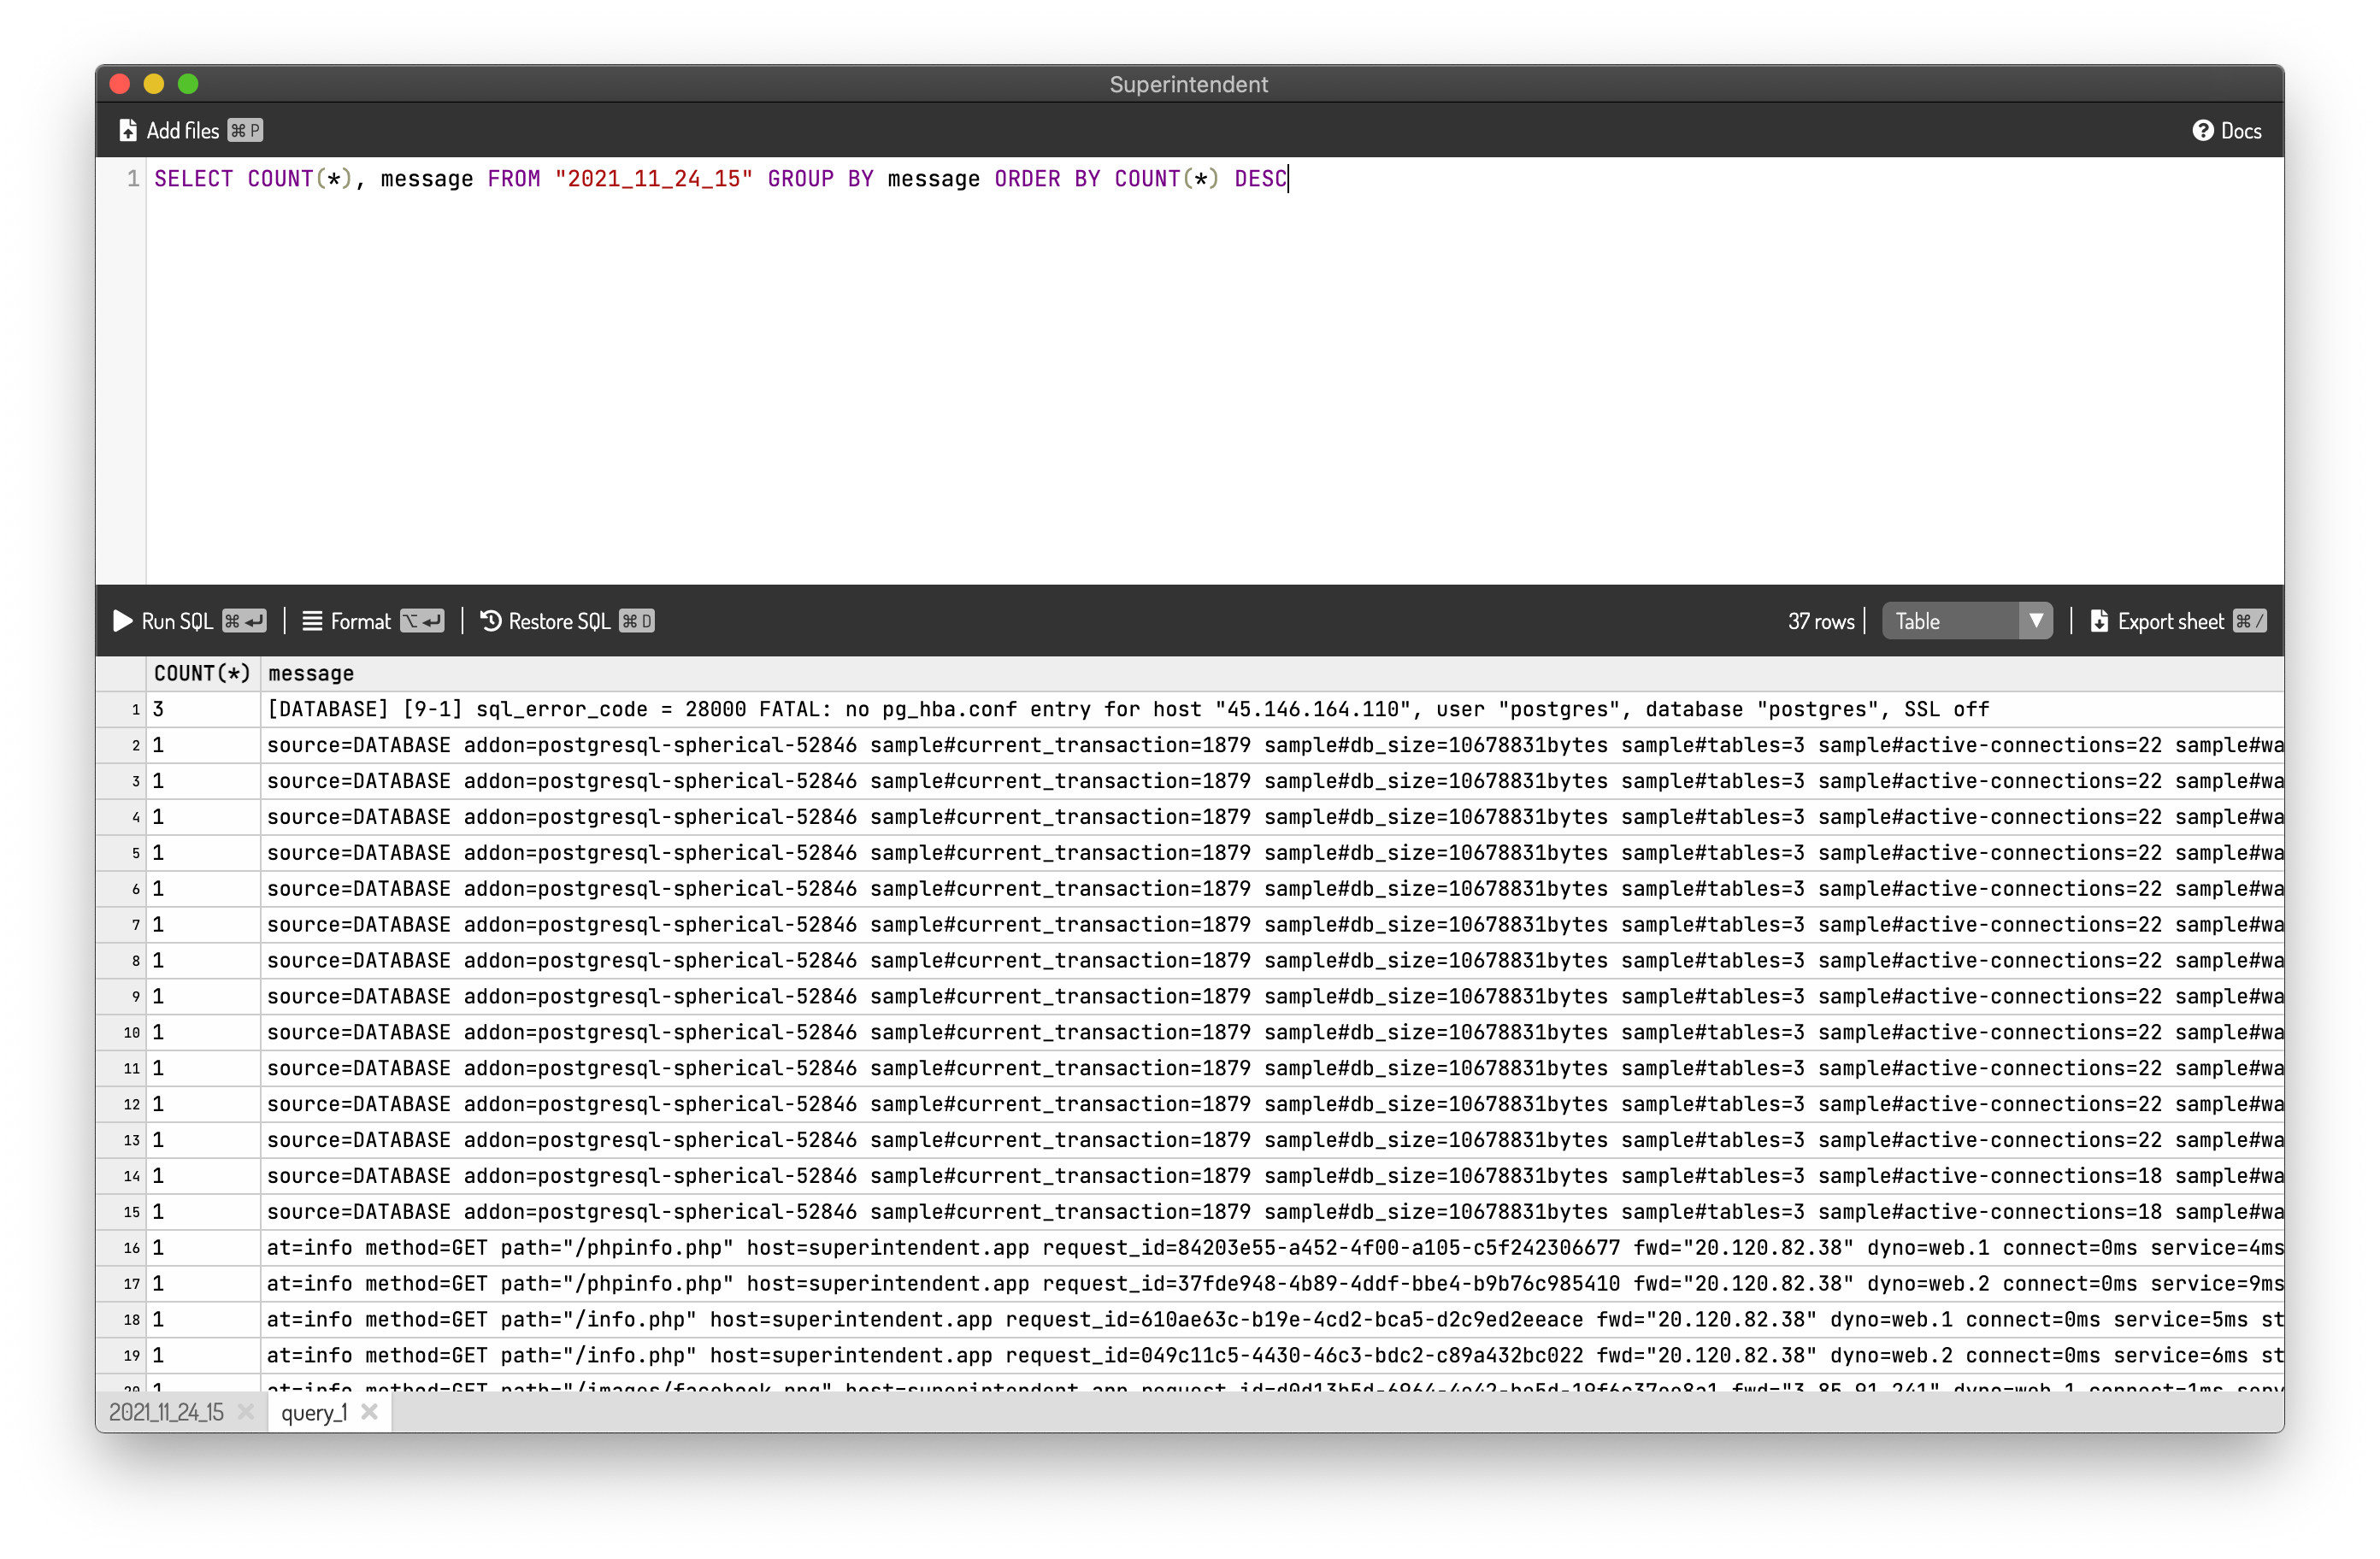 Superintendent
Add files ⌘ P Docs
1 SELECT COUNT(*), message FROM "2021_11_24_15" GROUP BY message ORDER BY COUNT(*) DESC
Run SQL ⌘ ↵ | Format ⌥ ↵ | Restore SQL ⌘ D 37 rows | Table ▼ | Export sheet ⌘ /
COUNT(*) message
1 3 [DATABASE] [9-1] sql_error_code = 28000 FATAL: no pg_hba.conf entry for host "45.146.164.110", user "postgres", database "postgres", SSL off
2 1 source=DATABASE addon=postgresql-spherical-52846 sample#current_transaction=1879 sample#db_size=10678831bytes sample#tables=3 sample#active-connections=22 sample#wa
3 1 source=DATABASE addon=postgresql-spherical-52846 sample#current_transaction=1879 sample#db_size=10678831bytes sample#tables=3 sample#active-connections=22 sample#wa
4 1 source=DATABASE addon=postgresql-spherical-52846 sample#current_transaction=1879 sample#db_size=10678831bytes sample#tables=3 sample#active-connections=22 sample#wa
5 1 source=DATABASE addon=postgresql-spherical-52846 sample#current_transaction=1879 sample#db_size=10678831bytes sample#tables=3 sample#active-connections=22 sample#wa
6 1 source=DATABASE addon=postgresql-spherical-52846 sample#current_transaction=1879 sample#db_size=10678831bytes sample#tables=3 sample#active-connections=22 sample#wa
7 1 source=DATABASE addon=postgresql-spherical-52846 sample#current_transaction=1879 sample#db_size=10678831bytes sample#tables=3 sample#active-connections=22 sample#wa
8 1 source=DATABASE addon=postgresql-spherical-52846 sample#current_transaction=1879 sample#db_size=10678831bytes sample#tables=3 sample#active-connections=22 sample#wa
9 1 source=DATABASE addon=postgresql-spherical-52846 sample#current_transaction=1879 sample#db_size=10678831bytes sample#tables=3 sample#active-connections=22 sample#wa
10 1 source=DATABASE addon=postgresql-spherical-52846 sample#current_transaction=1879 sample#db_size=10678831bytes sample#tables=3 sample#active-connections=22 sample#wa
11 1 source=DATABASE addon=postgresql-spherical-52846 sample#current_transaction=1879 sample#db_size=10678831bytes sample#tables=3 sample#active-connections=22 sample#wa
12 1 source=DATABASE addon=postgresql-spherical-52846 sample#current_transaction=1879 sample#db_size=10678831bytes sample#tables=3 sample#active-connections=22 sample#wa
13 1 source=DATABASE addon=postgresql-spherical-52846 sample#current_transaction=1879 sample#db_size=10678831bytes sample#tables=3 sample#active-connections=22 sample#wa
14 1 source=DATABASE addon=postgresql-spherical-52846 sample#current_transaction=1879 sample#db_size=10678831bytes sample#tables=3 sample#active-connections=18 sample#wa
15 1 source=DATABASE addon=postgresql-spherical-52846 sample#current_transaction=1879 sample#db_size=10678831bytes sample#tables=3 sample#active-connections=18 sample#wa
16 1 at=info method=GET path="/phpinfo.php" host=superintendent.app request_id=84203e55-a452-4f00-a105-c5f242306677 fwd="20.120.82.38" dyno=web.1 connect=0ms service=4ms
17 1 at=info method=GET path="/phpinfo.php" host=superintendent.app request_id=37fde948-4b89-4ddf-bbe4-b9b76c985410 fwd="20.120.82.38" dyno=web.2 connect=0ms service=9ms
18 1 at=info method=GET path="/info.php" host=superintendent.app request_id=610ae63c-b19e-4cd2-bca5-d2c9ed2eeace fwd="20.120.82.38" dyno=web.1 connect=0ms service=5ms st
19 1 at=info method=GET path="/info.php" host=superintendent.app request_id=049c11c5-4430-46c3-bdc2-c89a432bc022 fwd="20.120.82.38" dyno=web.2 connect=0ms service=6ms st
20 1 at=info method=GET path="/images/facebook.png" host=superintendent.app dyno=web.1 connect=1ms
2021_11_24_15 query_1